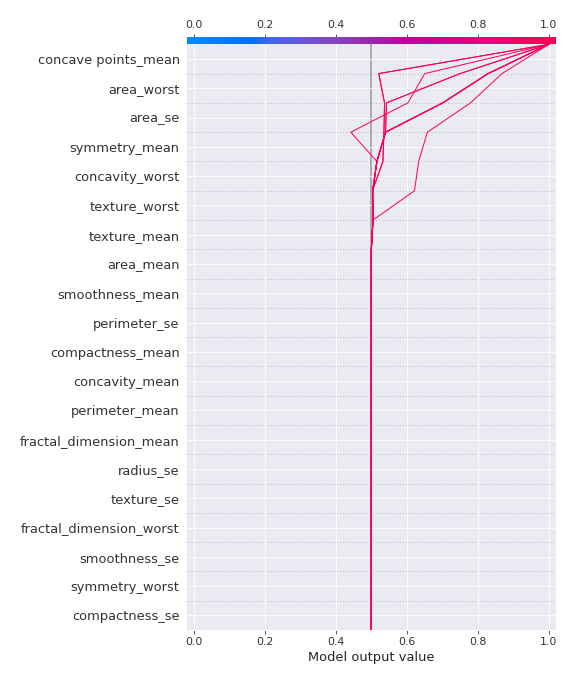 0.0 0.2 0.4 0.6 0.8 1.0
concave points_mean
area_worst
area_se
symmetry_mean
concavity_worst
texture_worst
texture_mean
area_mean
smoothness_mean
perimeter_se
compactness_mean
concavity_mean
perimeter_mean
fractal_dimension_mean
radius_se
texture_se
fractal_dimension_worst
smoothness_se
symmetry_worst
compactness_se
0.0 0.2 0.4 0.6 0.8 1.0
Model output value